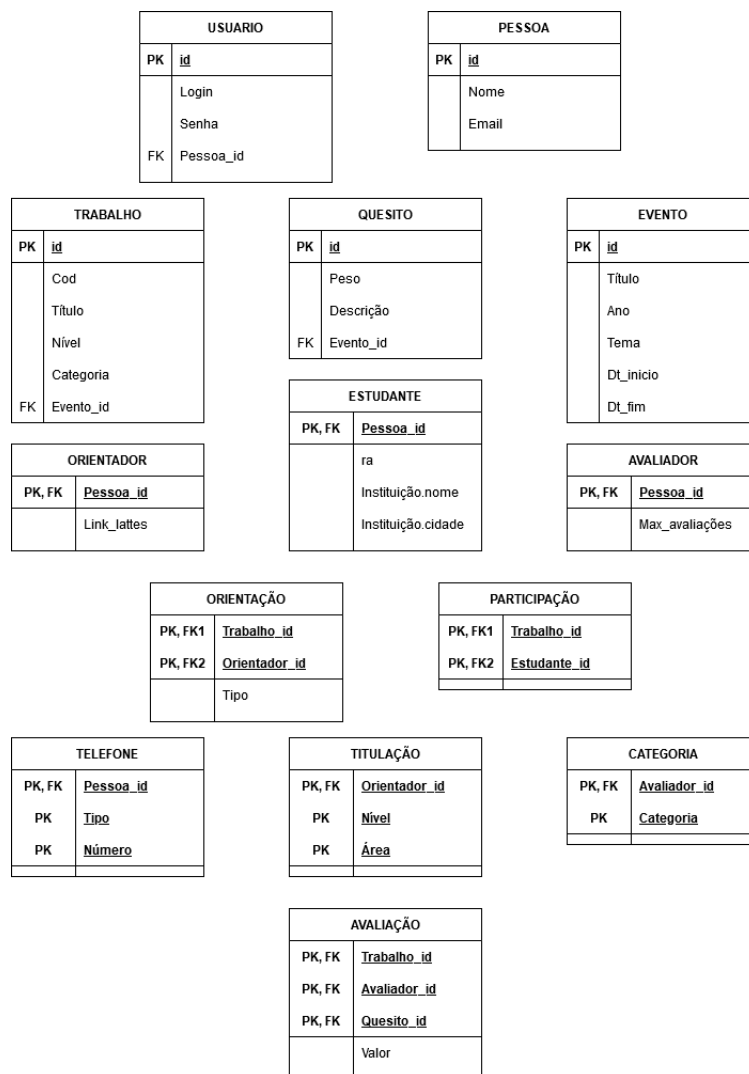 USUARIO
PK id
Login
Senha
FK Pessoa_id
PESSOA
PK id
Nome
Email
TRABALHO
PK id
Cod
Título
Nível
Categoria
FK Evento_id
QUESITO
PK id
Peso
Descrição
FK Evento_id
EVENTO
PK id
Título
Ano
Tema
Dt_inicio
Dt_fim
ESTUDANTE
PK, FK Pessoa_id
ra
Instituição.nome
Instituição.cidade
ORIENTADOR
PK, FK Pessoa_id
Link_lattes
AVALIADOR
PK, FK Pessoa_id
Max_avaliações
ORIENTAÇÃO
PK, FK1 Trabalho_id
PK, FK2 Orientador_id
Tipo
PARTICIPAÇÃO
PK, FK1 Trabalho_id
PK, FK2 Estudante_id
TELEFONE
PK, FK Pessoa_id
PK Tipo
PK Número
TITULAÇÃO
PK, FK Orientador_id
PK Nível
PK Área
CATEGORIA
PK, FK Avaliador_id
PK Categoria
AVALIAÇÃO
PK, FK Trabalho_id
PK, FK Avaliador_id
PK, FK Quesito_id
Valor